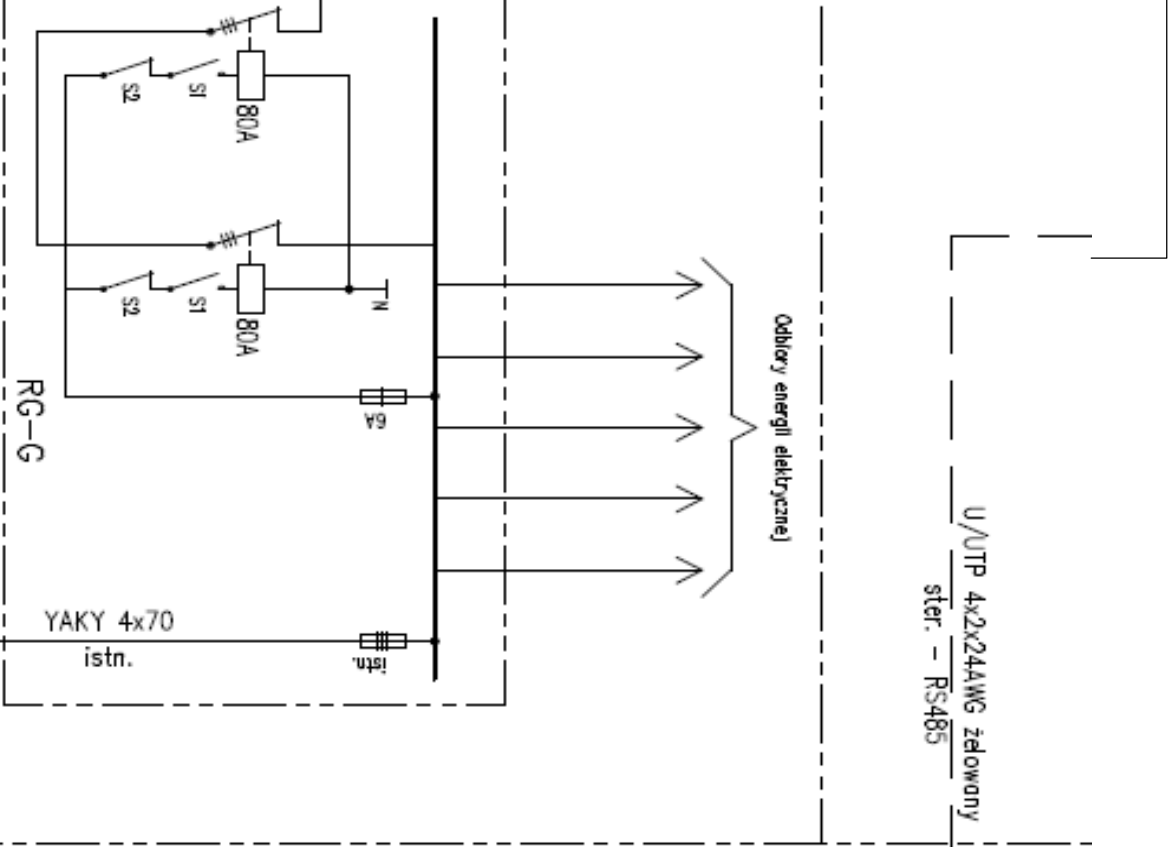 S2
S1
80A
S2
S1
80A
N
6A
RG-G
YAKY 4x70
istn.
istn.
Odbiory energii elektrycznej
U/UTP 4x2x24AWG żelowany
ster. - RS485